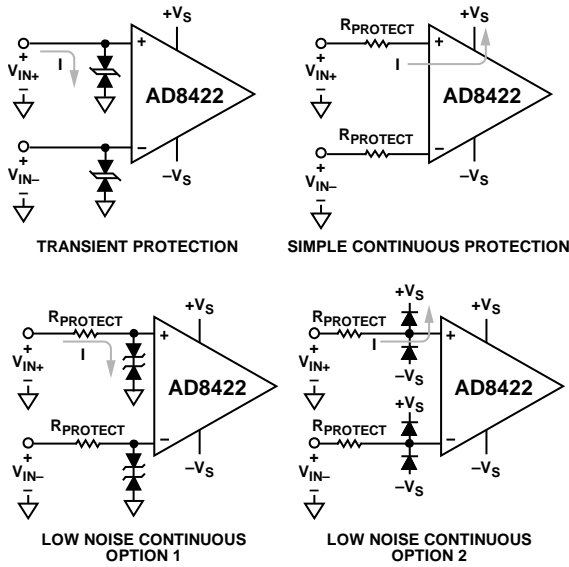 +VS
+
VIN+
–
I
+
AD8422
–
+
VIN–
–
–VS
TRANSIENT PROTECTION
+VS
RPROTECT
+
VIN+
–
I
+
AD8422
RPROTECT
–
+
VIN–
–
–VS
SIMPLE CONTINUOUS PROTECTION
+VS
RPROTECT
+
VIN+
–
I
+
AD8422
RPROTECT
–
+
VIN–
–
–VS
LOW NOISE CONTINUOUS
OPTION 1
+VS
+VS
RPROTECT
+
VIN+
–
I
+
–VS
AD8422
+VS
RPROTECT
–
+
VIN–
–
–VS
–VS
LOW NOISE CONTINUOUS
OPTION 2